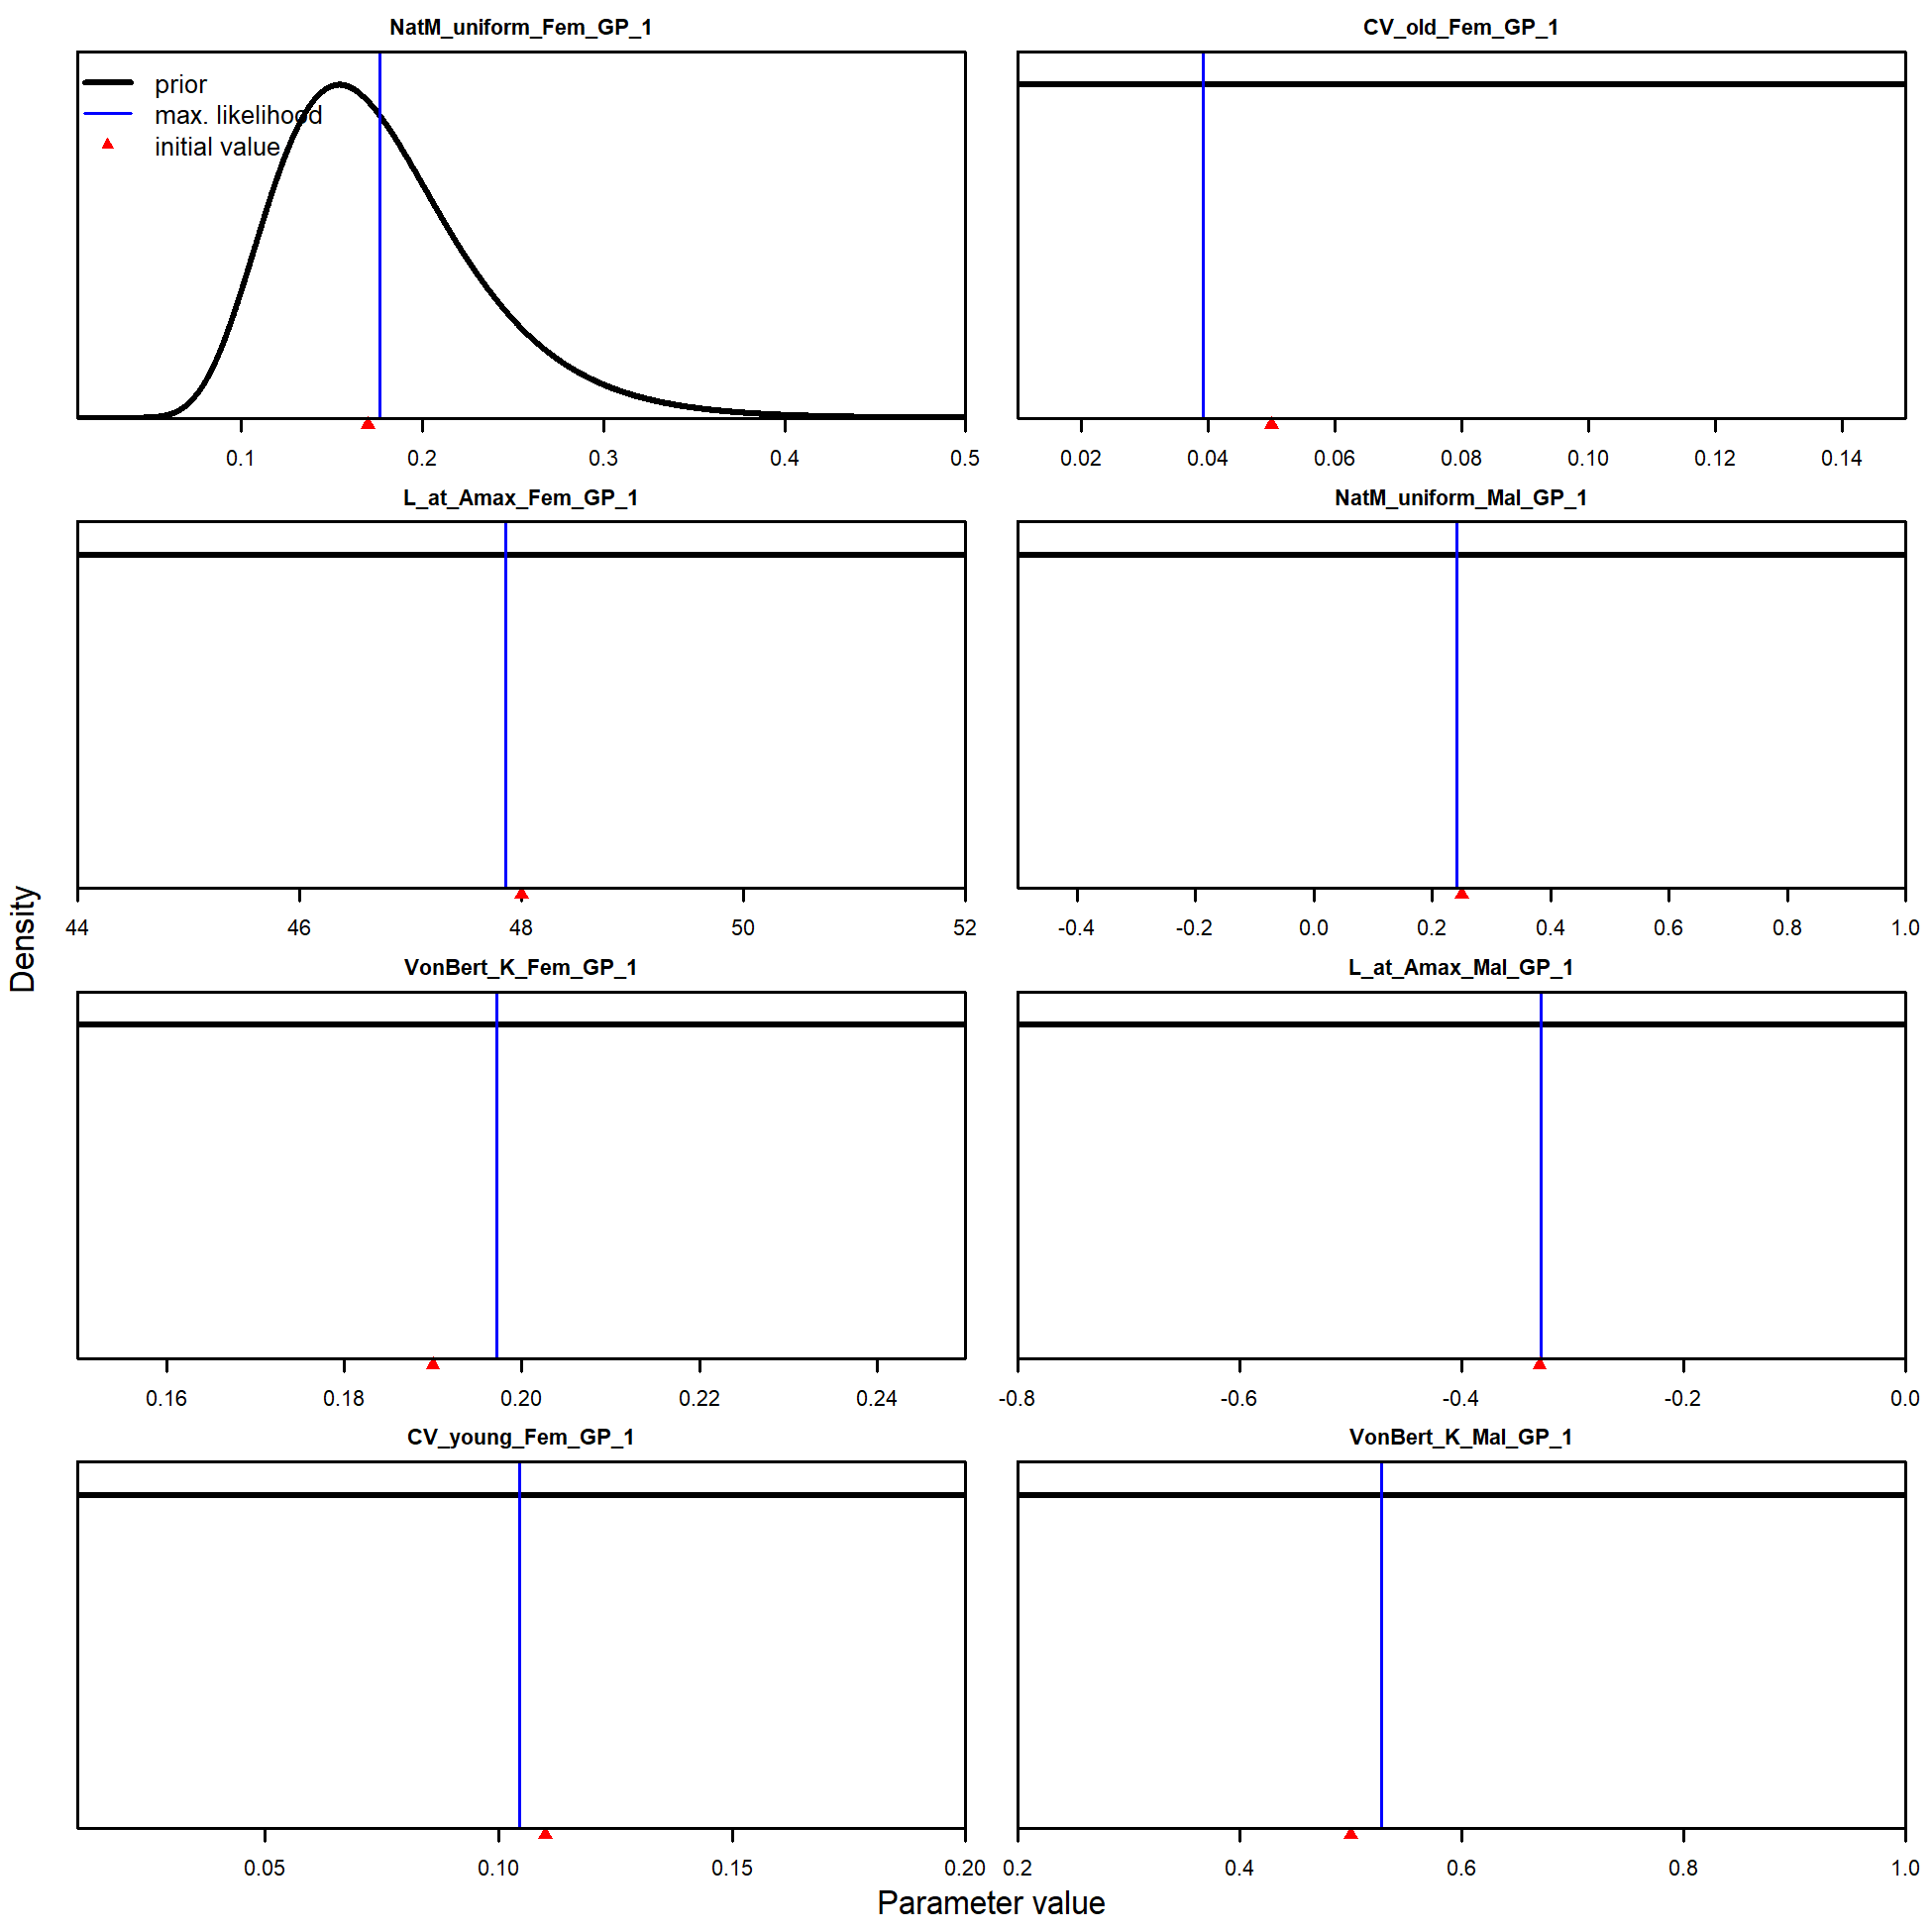 NatM_uniform_Fem_GP_1
prior
max. likelihood
initial value
0.1 0.2 0.3 0.4 0.5
CV_old_Fem_GP_1
0.02 0.04 0.06 0.08 0.10 0.12 0.14
L_at_Amax_Fem_GP_1
44 46 48 50 52
NatM_uniform_Mal_GP_1
-0.4 -0.2 0.0 0.2 0.4 0.6 0.8 1.0
VonBert_K_Fem_GP_1
0.16 0.18 0.20 0.22 0.24
L_at_Amax_Mal_GP_1
-0.8 -0.6 -0.4 -0.2 0.0
CV_young_Fem_GP_1
0.05 0.10 0.15 0.20
VonBert_K_Mal_GP_1
0.2 0.4 0.6 0.8 1.0
Density
Parameter value